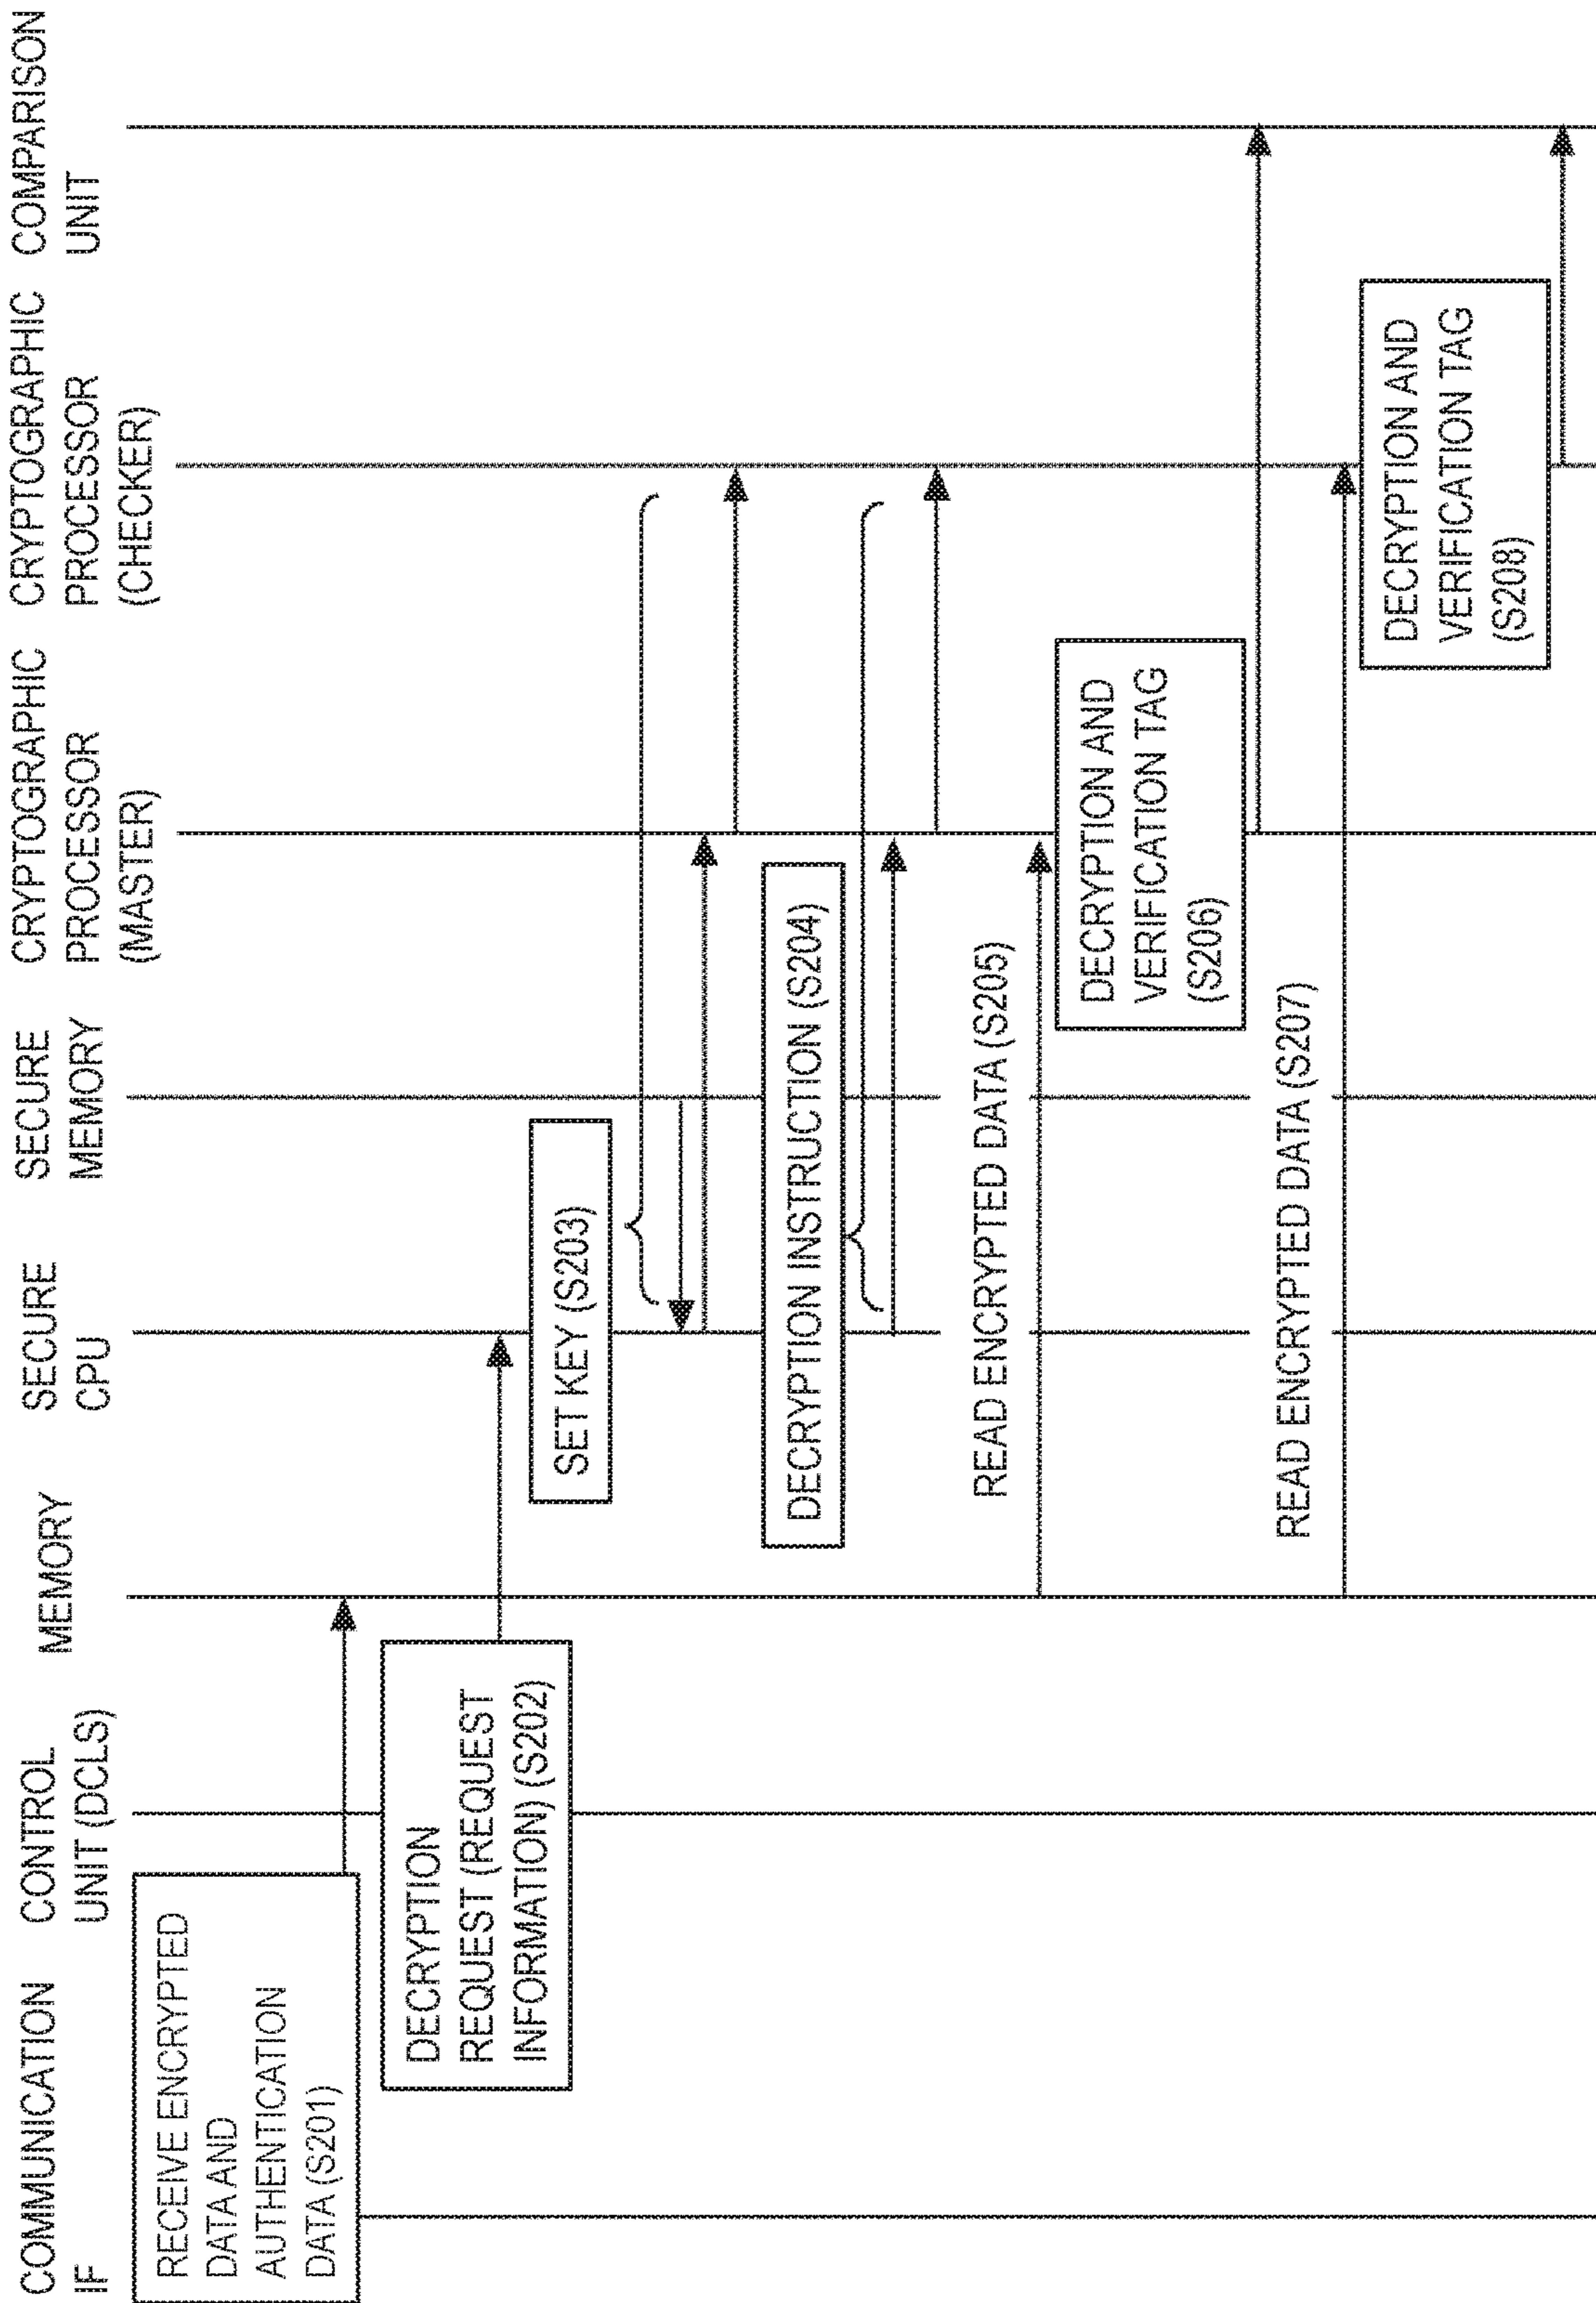 COMMUNICATION
IF
CONTROL
UNIT (DCLS)
MEMORY
SECURE
CPU
SECURE
MEMORY
CRYPTOGRAPHIC
PROCESSOR
(MASTER)
CRYPTOGRAPHIC
PROCESSOR
(CHECKER)
COMPARISON
UNIT
RECEIVE ENCRYPTED
DATA AND
AUTHENTICATION
DATA (S201)
DECRYPTION
REQUEST (REQUEST
INFORMATION) (S202)
SET KEY (S203)
DECRYPTION INSTRUCTION (S204)
READ ENCRYPTED DATA (S205)
DECRYPTION AND
VERIFICATION TAG
(S206)
READ ENCRYPTED DATA (S207)
DECRYPTION AND
VERIFICATION TAG
(S208)